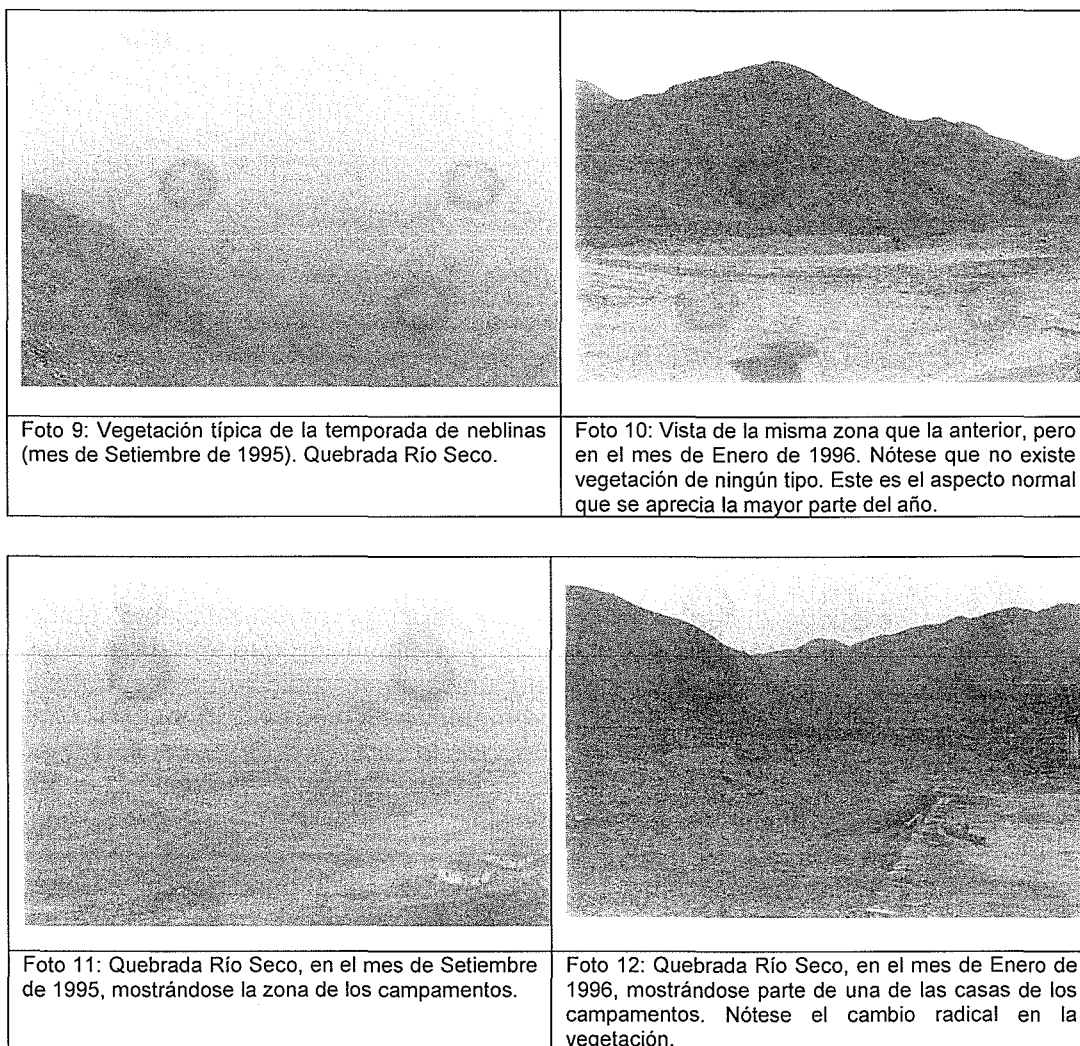 Foto 9: Vegetación típica de la temporada de neblinas
(mes de Setiembre de 1995). Quebrada Río Seco.
Foto 10: Vista de la misma zona que la anterior, pero
en el mes de Enero de 1996. Nótese que no existe
vegetación de ningún tipo. Este es el aspecto normal
que se aprecia la mayor parte del año.
Foto 11: Quebrada Río Seco, en el mes de Setiembre
de 1995, mostrándose la zona de los campamentos.
Foto 12: Quebrada Río Seco, en el mes de Enero de
1996, mostrándose parte de una de las casas de los
campamentos. Nótese el cambio radical en la
vegetación.